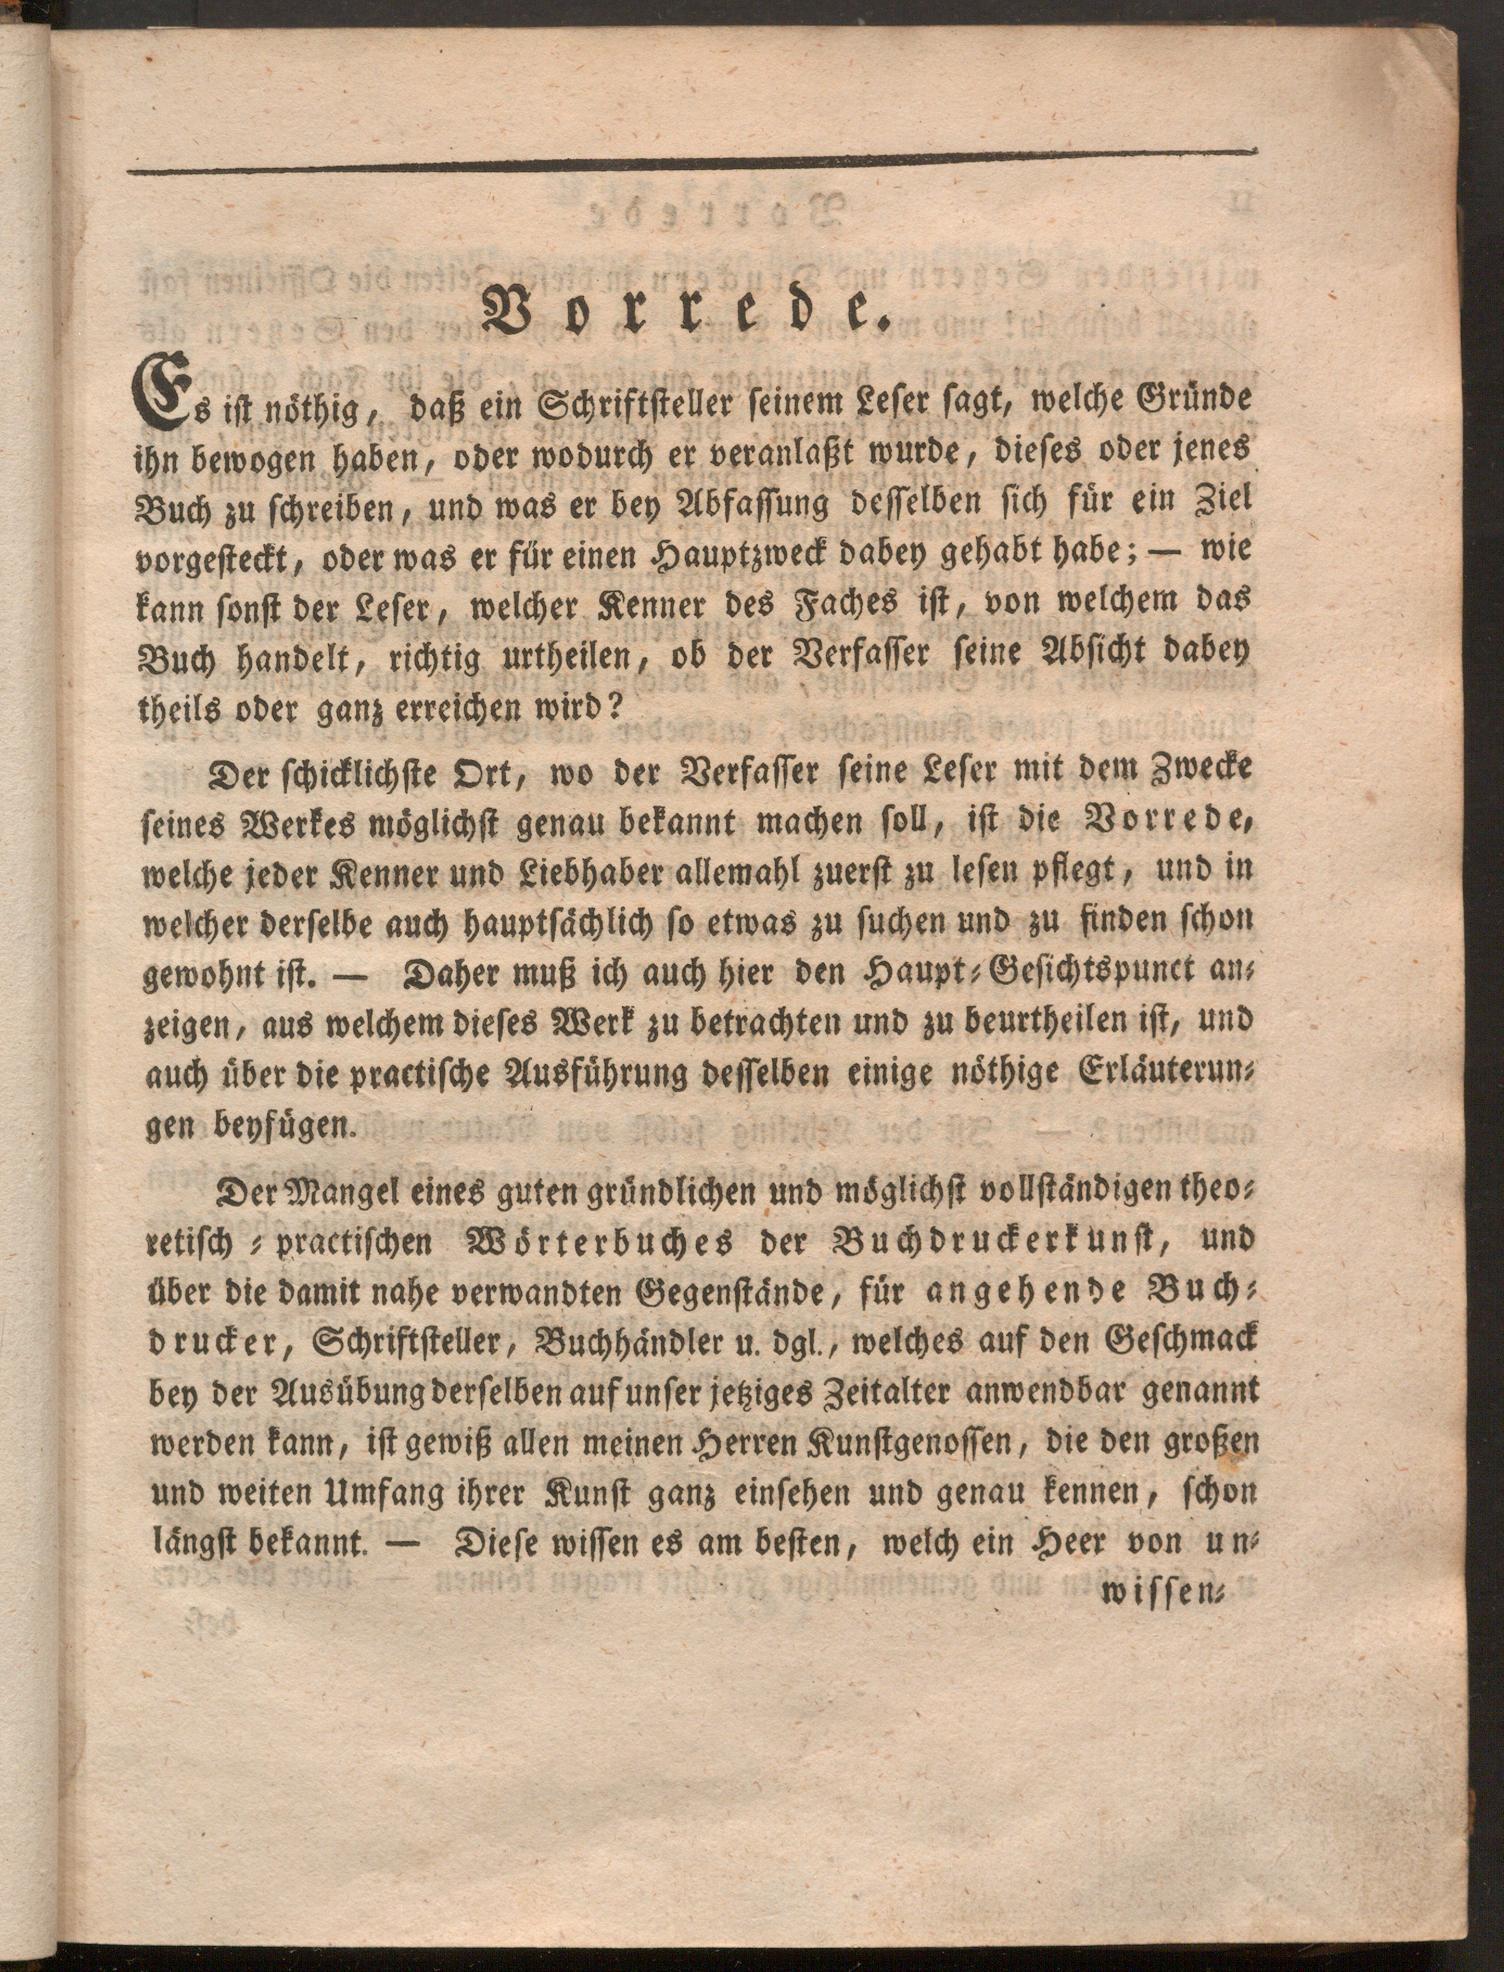 Vorrede.
Es ist nöthig, daß ein Schriftsteller seinem Leser sagt, welche Gründe
ihn bewogen haben, oder wodurch er veranlaßt wurde, dieses oder jenes
Buch zu schreiben, und was er bey Abfassung desselben sich für ein Ziel
vorgesteckt, oder was er für einen Hauptzweck dabey gehabt habe; — wie
kann sonst der Leser, welcher Kenner des Faches ist, von welchem das
Buch handelt, richtig urtheilen, ob der Verfasser seine Absicht dabey
theils oder ganz erreichen wird?
Der schicklichste Ort, wo der Verfasser seine Leser mit dem Zwecke
seines Werkes möglichst genau bekannt machen soll, ist die Vorrede,
welche jeder Kenner und Liebhaber allemahl zuerst zu lesen pflegt, und in
welcher derselbe auch hauptsächlich so etwas zu suchen und zu finden schon
gewohnt ist. — Daher muß ich auch hier den Haupt-Gesichtspunct an-
zeigen, aus welchem dieses Werk zu betrachten und zu beurtheilen ist, und
auch über die practische Ausführung desselben einige nöthige Erläuterun-
gen beyfügen.
Der Mangel eines guten gründlichen und möglichst vollständigen theo-
retisch - practischen Wörterbuches der Buchdruckerkunst, und
über die damit nahe verwandten Gegenstände, für angehende Buch-
drucker, Schriftsteller, Buchhändler u. dgl., welches auf den Geschmack
bey der Ausübung derselben auf unser jetziges Zeitalter anwendbar genannt
werden kann, ist gewiß allen meinen Herren Kunstgenossen, die den großen
und weiten Umfang ihrer Kunst ganz einsehen und genau kennen, schon
längst bekannt. — Diese wissen es am besten, welch ein Heer von un-
wissen-